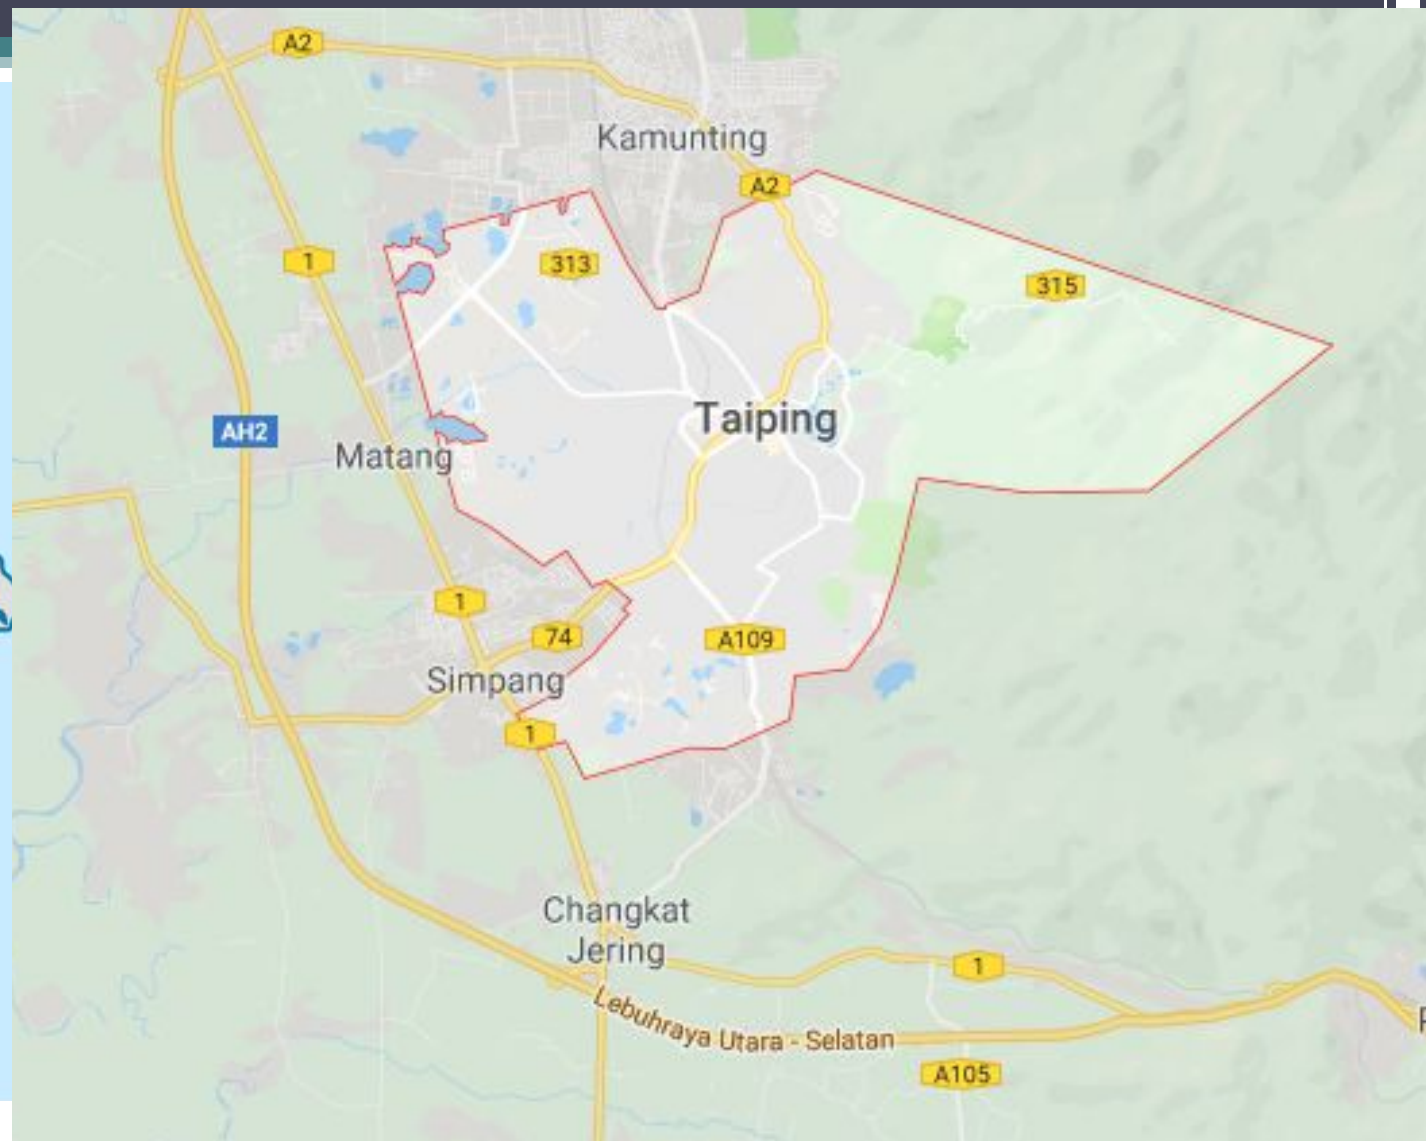 A2
Kamunting
A2
1
313
315
AH2
Taiping
Matang
1
74
A109
Simpang
1
Changkat
Jering
1
Lebuhraya Utara - Selatan
A105